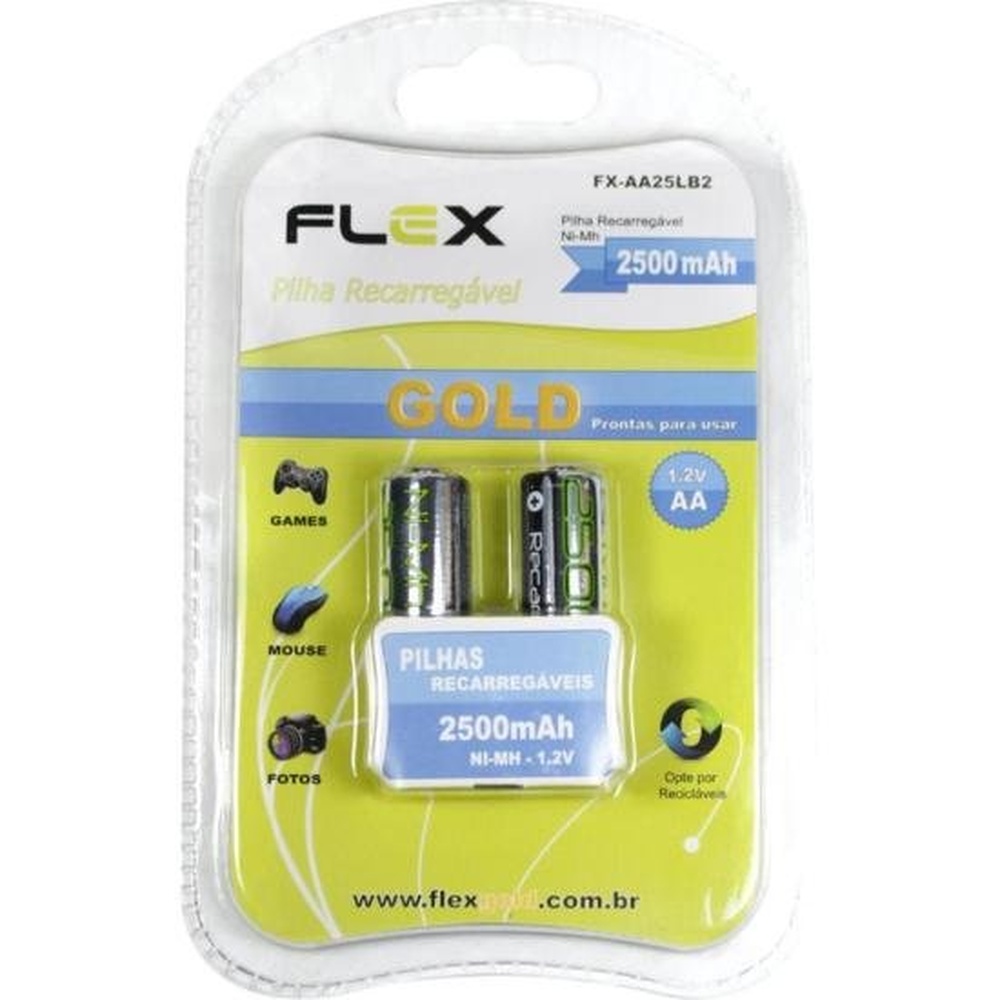 FX-AA25LB2
FLEX
Pilha Recarregável
Ni-Mh
2500 mAh
Pilha Recarregável
GOLD
Prontas para usar
1.2V
AA
GAMES
MOUSE
FOTOS
PILHAS
RECARREGÁVEIS
2500mAh
NI-MH - 1.2V
Opte por
Recicláveis
www.flexgold.com.br